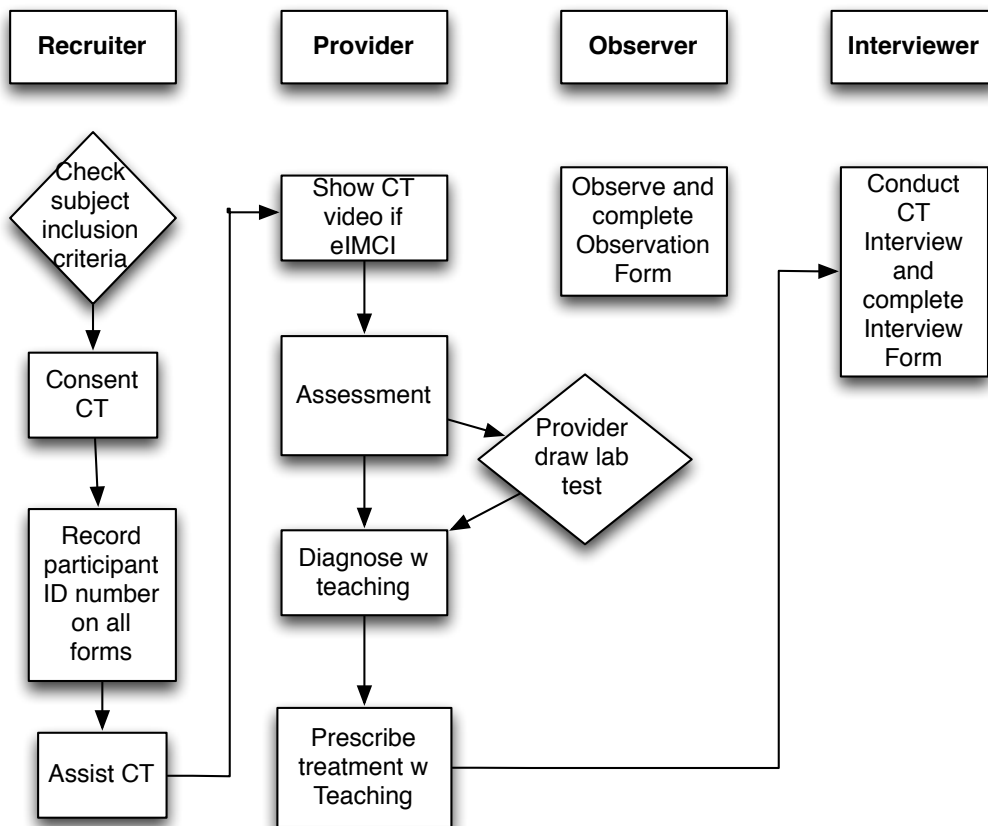 Recruiter
Provider
Observer
Interviewer
Check
subject
inclusion
criteria
Consent
CT
Record
participant
ID number
on all
forms
Assist CT
Show CT
video if
eIMCI
Assessment
Provider
draw lab
test
Diagnose w
teaching
Prescribe
treatment w
Teaching
Observe and
complete
Observation
Form
Conduct
CT
Interview
and
complete
Interview
Form